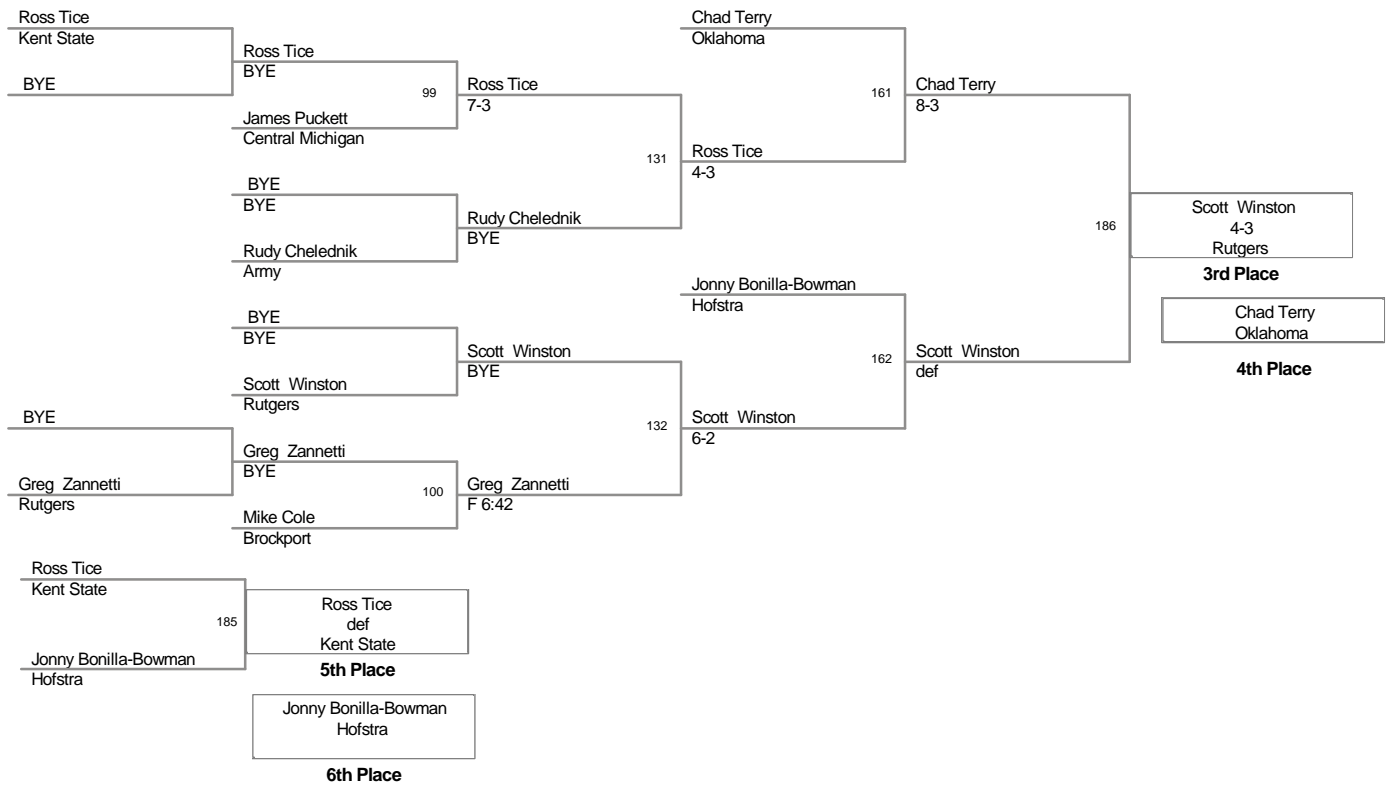 Ross Tice
Kent State
BYE
Ross Tice
BYE
99
James Puckett
Central Michigan
Ross Tice
7-3
BYE
BYE
Rudy Chelednik
Army
Rudy Chelednik
BYE
131
Ross Tice
4-3
Chad Terry
Oklahoma
161
Chad Terry
8-3
BYE
BYE
Scott Winston
Rutgers
Scott Winston
BYE
BYE
Greg Zannetti
Rutgers
Greg Zannetti
BYE
100
Mike Cole
Brockport
Greg Zannetti
F 6:42
132
Scott Winston
6-2
Jonny Bonilla-Bowman
Hofstra
162
Scott Winston
def
186
Scott Winston
4-3
Rutgers
3rd Place
Chad Terry
Oklahoma
4th Place
Ross Tice
Kent State
185
Jonny Bonilla-Bowman
Hofstra
Ross Tice
def
Kent State
5th Place
Jonny Bonilla-Bowman
Hofstra
6th Place